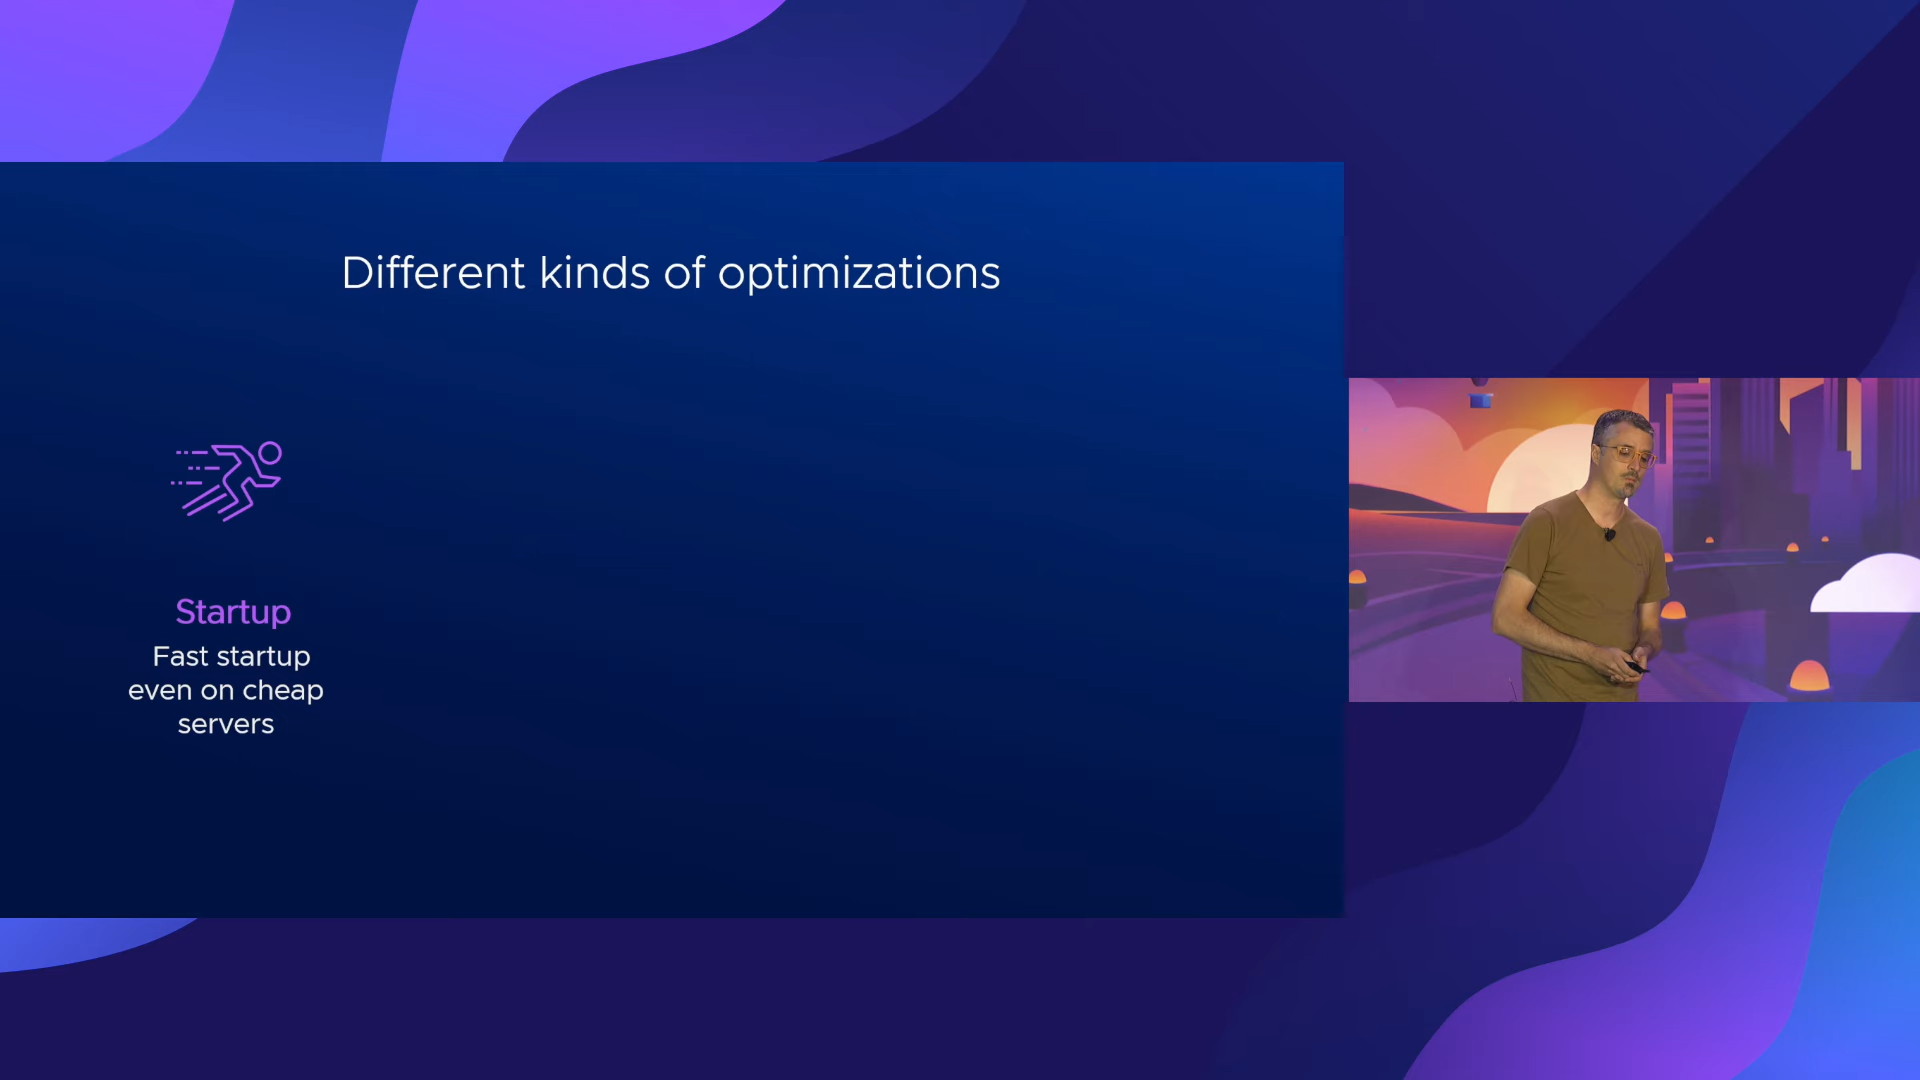 Different kinds of optimizations
Startup
Fast startup
even on cheap
servers